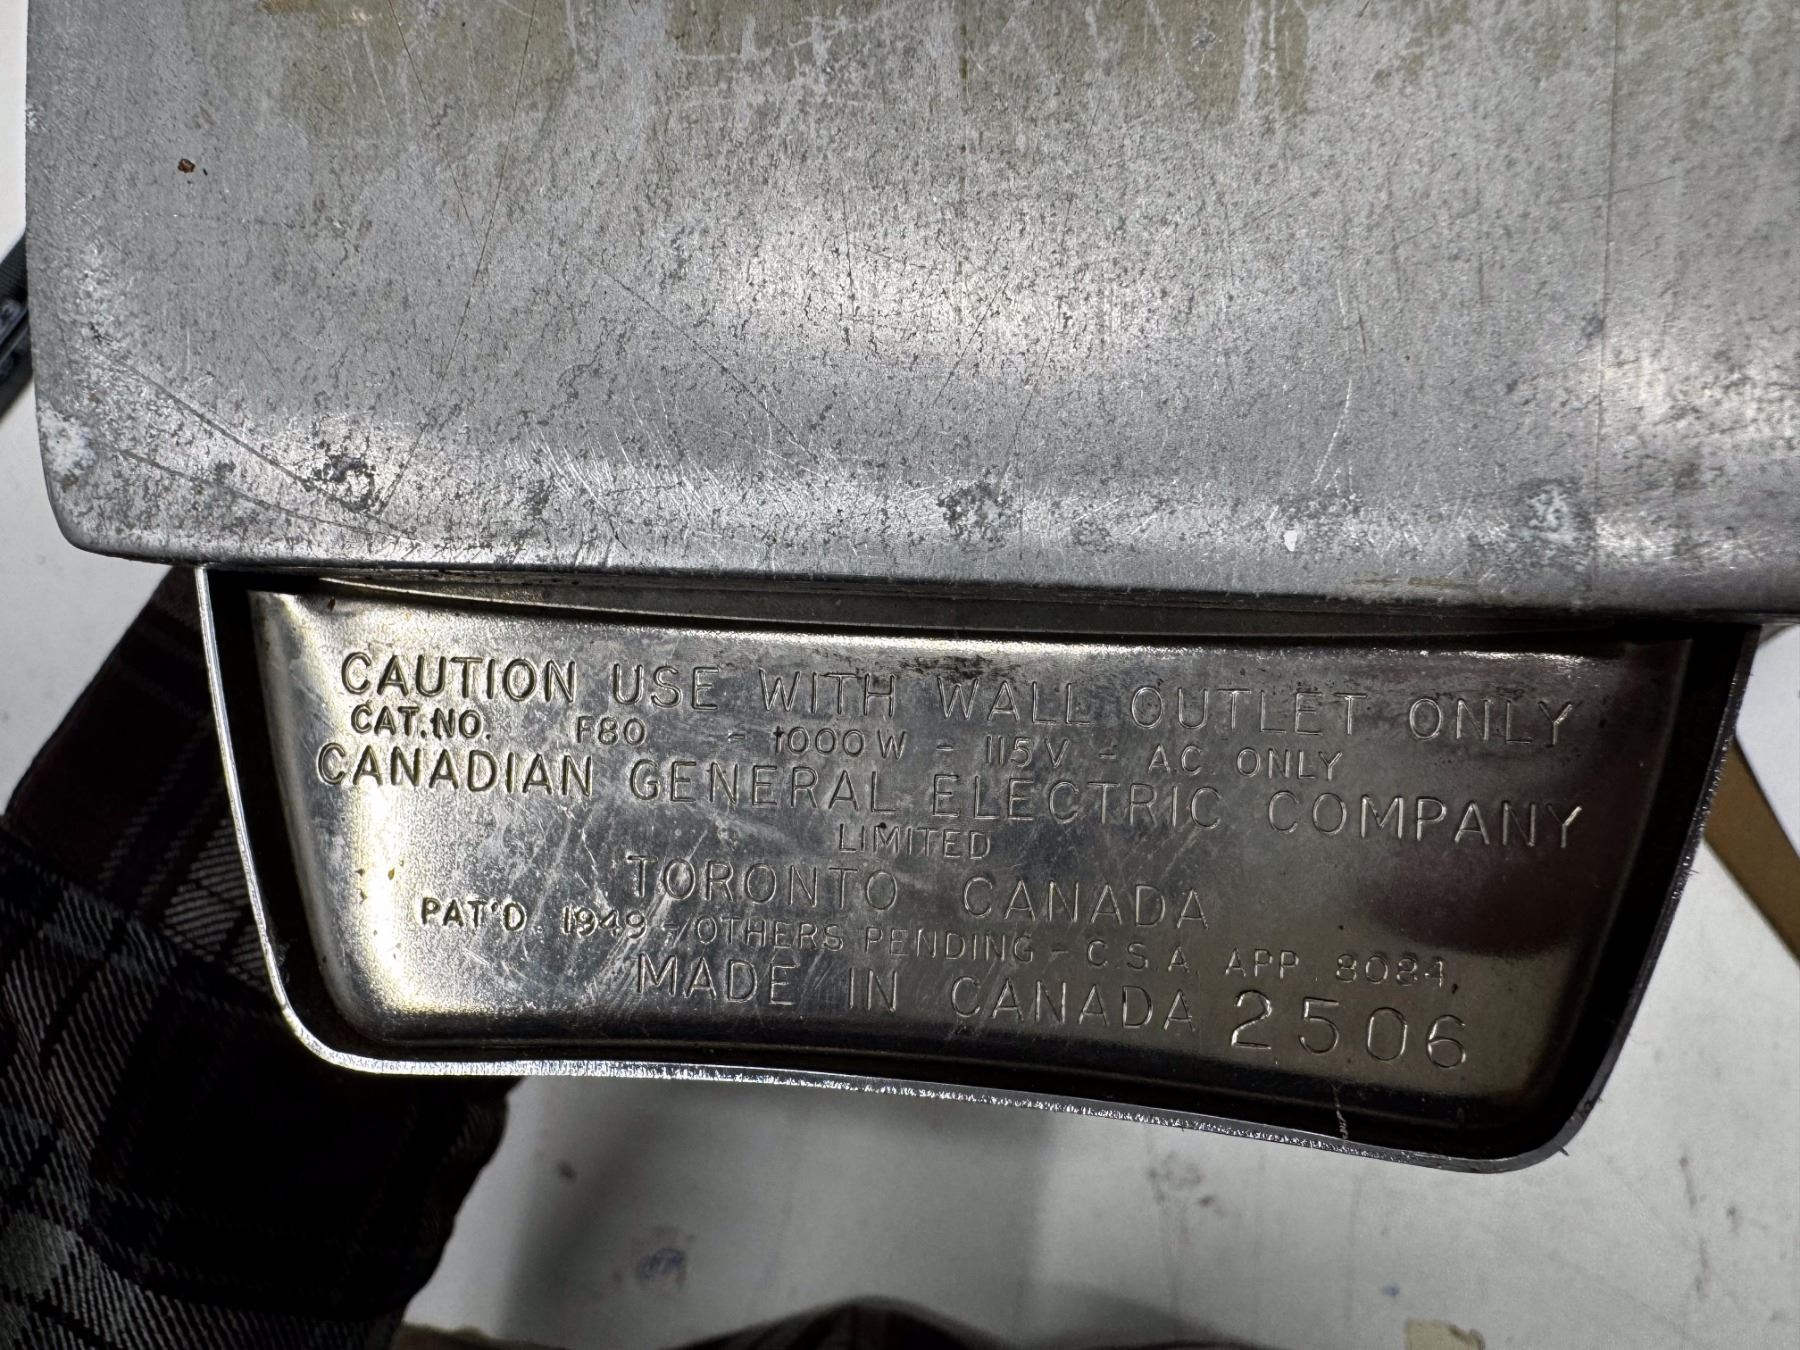 CAUTION USE WITH WALL OUTLET ONLY
CAT.NO. F80 - 1000W - 115V - AC ONLY
CANADIAN GENERAL ELECTRIC COMPANY
LIMITED
TORONTO CANADA
PAT'D 1949 - OTHERS PENDING - C.S.A. APP. 8084
MADE IN CANADA 2506